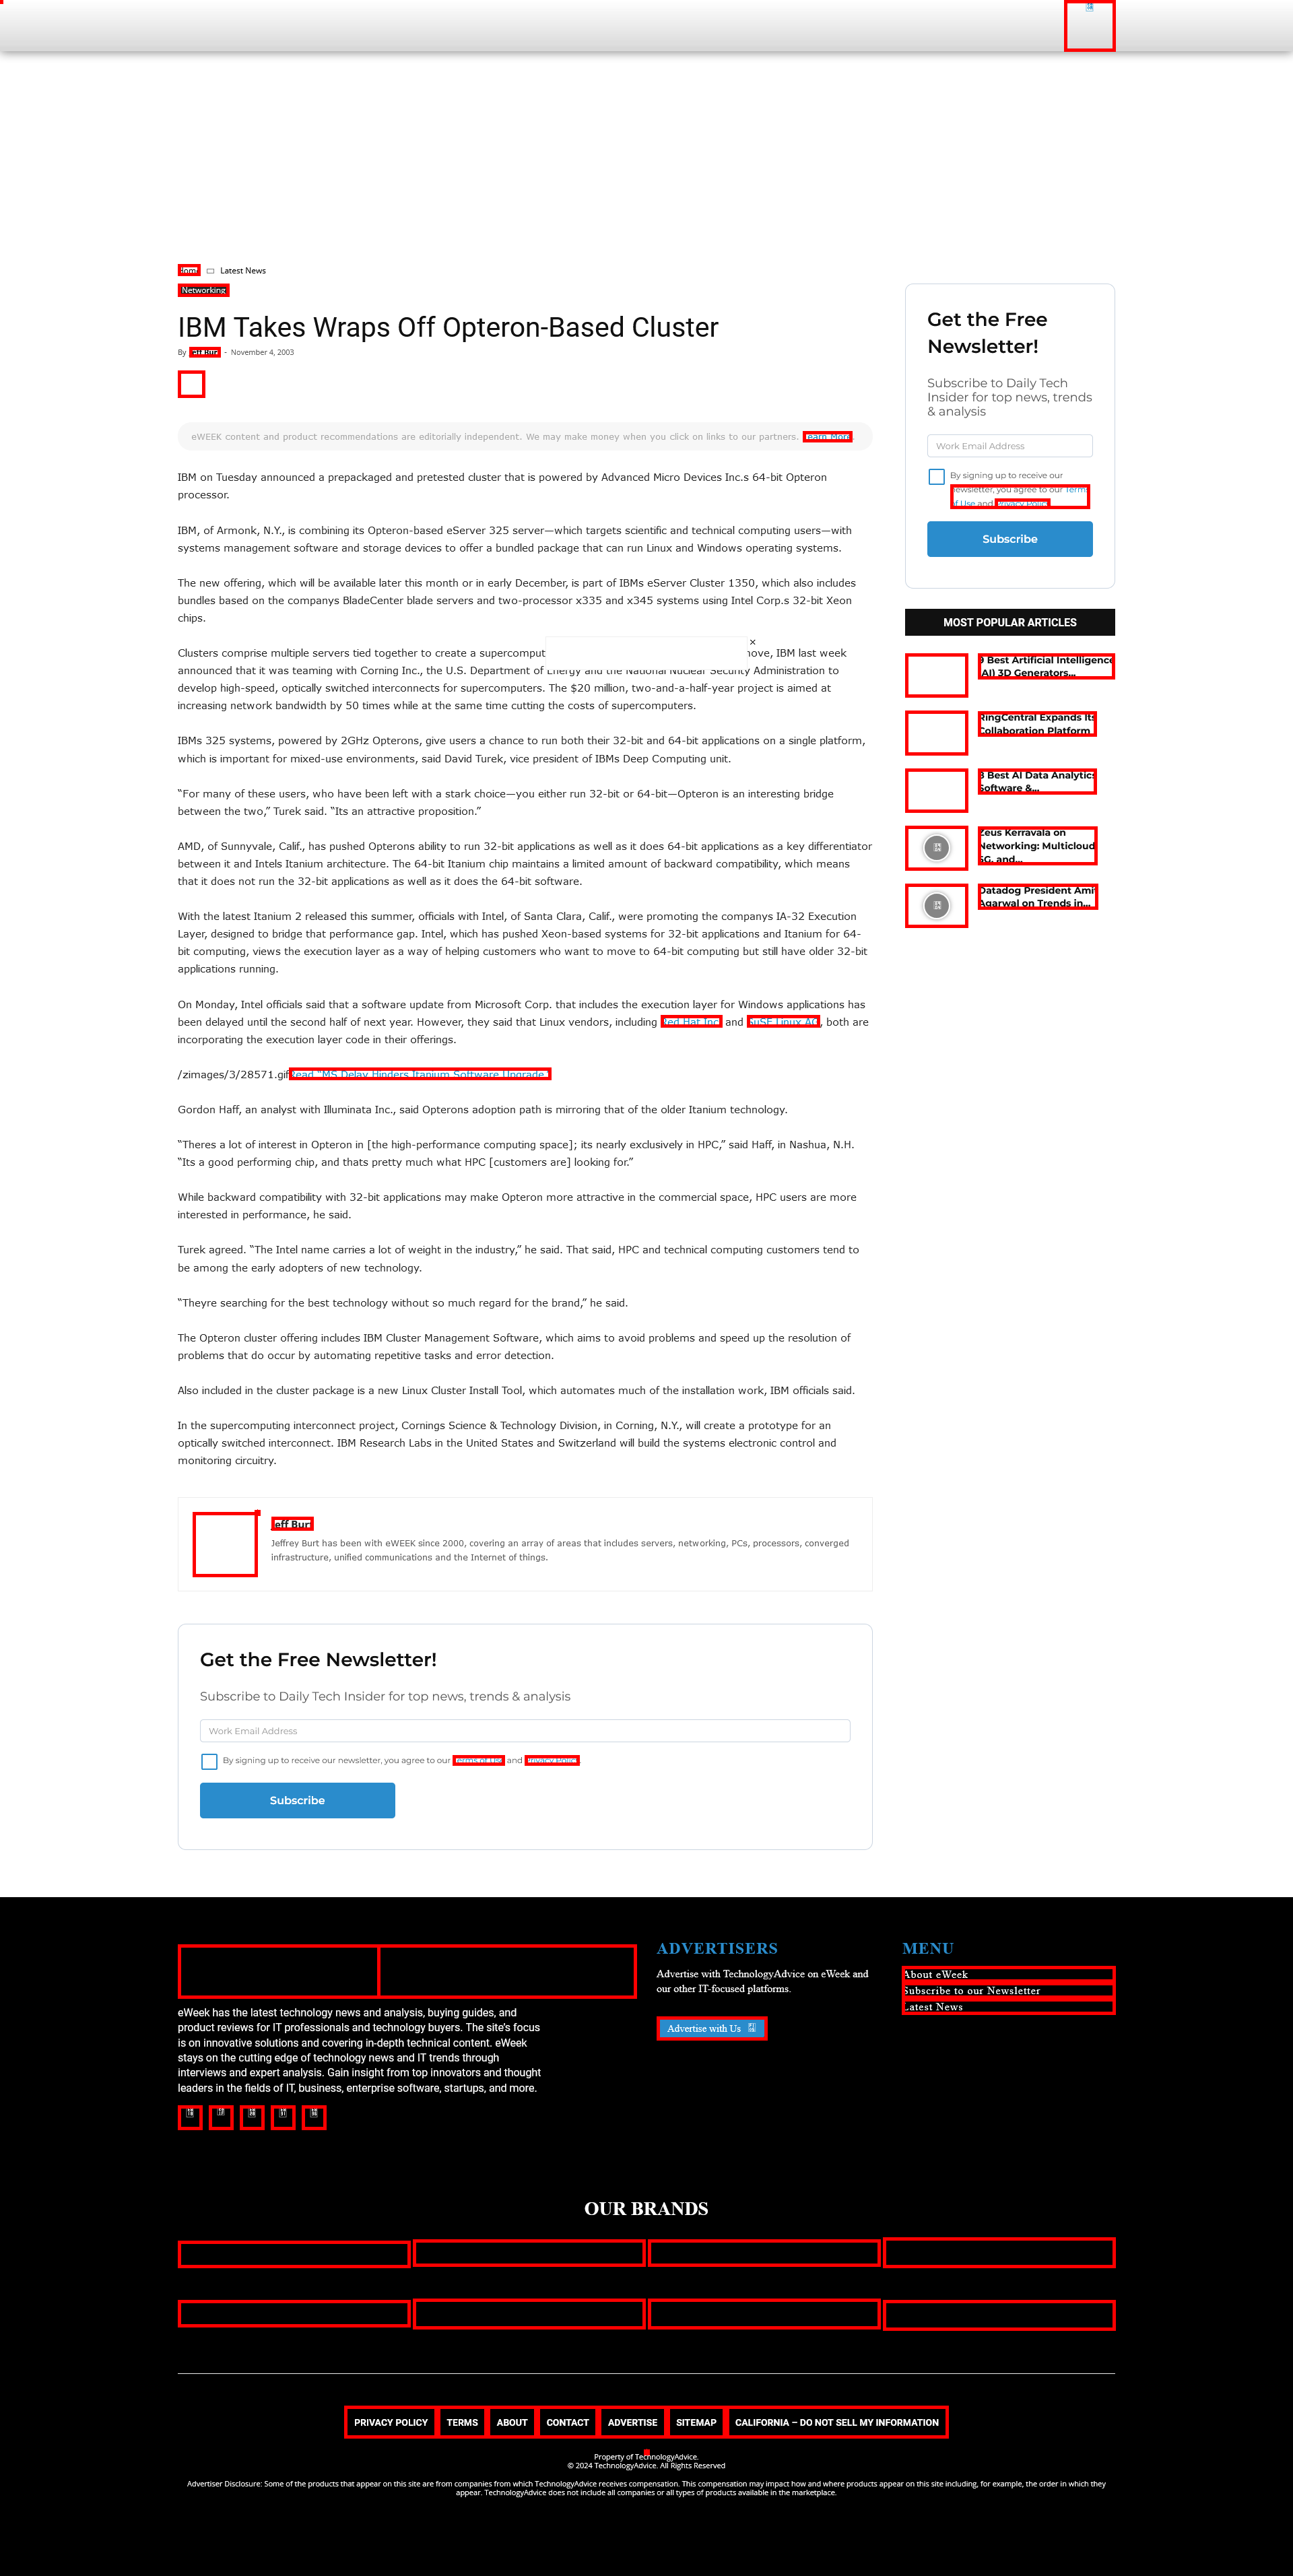 Home Latest News
Networking
IBM Takes Wraps Off Opteron-Based Cluster
By Jeff Burt - November 4, 2003
eWEEK content and product recommendations are editorially independent. We may make money when you click on links to our partners. Learn More
IBM on Tuesday announced a prepackaged and pretested cluster that is powered by Advanced Micro Devices Inc.s 64-bit Opteron
processor.
IBM, of Armonk, N.Y., is combining its Opteron-based eServer 325 server—which targets scientific and technical computing users—with
systems management software and storage devices to offer a bundled package that can run Linux and Windows operating systems.
The new offering, which will be available later this month or in early December, is part of IBMs eServer Cluster 1350, which also includes
bundles based on the companys BladeCenter blade servers and two-processor x335 and x345 systems using Intel Corp.s 32-bit Xeon
chips.
Clusters comprise multiple servers tied together to create a supercomput ✕ move, IBM last week
announced that it was teaming with Corning Inc., the U.S. Department of Energy and the National Nuclear Security Administration to
develop high-speed, optically switched interconnects for supercomputers. The $20 million, two-and-a-half-year project is aimed at
increasing network bandwidth by 50 times while at the same time cutting the costs of supercomputers.
IBMs 325 systems, powered by 2GHz Opterons, give users a chance to run both their 32-bit and 64-bit applications on a single platform,
which is important for mixed-use environments, said David Turek, vice president of IBMs Deep Computing unit.
“For many of these users, who have been left with a stark choice—you either run 32-bit or 64-bit—Opteron is an interesting bridge
between the two,” Turek said. “Its an attractive proposition.”
AMD, of Sunnyvale, Calif., has pushed Opterons ability to run 32-bit applications as well as it does 64-bit applications as a key differentiator
between it and Intels Itanium architecture. The 64-bit Itanium chip maintains a limited amount of backward compatibility, which means
that it does not run the 32-bit applications as well as it does the 64-bit software.
With the latest Itanium 2 released this summer, officials with Intel, of Santa Clara, Calif., were promoting the companys IA-32 Execution
Layer, designed to bridge that performance gap. Intel, which has pushed Xeon-based systems for 32-bit applications and Itanium for 64-
bit computing, views the execution layer as a way of helping customers who want to move to 64-bit computing but still have older 32-bit
applications running.
On Monday, Intel officials said that a software update from Microsoft Corp. that includes the execution layer for Windows applications has
been delayed until the second half of next year. However, they said that Linux vendors, including Red Hat Inc. and SuSE Linux AG, both are
incorporating the execution layer code in their offerings.
/zimages/3/28571.gifRead “MS Delay Hinders Itanium Software Upgrade.”
Gordon Haff, an analyst with Illuminata Inc., said Opterons adoption path is mirroring that of the older Itanium technology.
“Theres a lot of interest in Opteron in [the high-performance computing space]; its nearly exclusively in HPC,” said Haff, in Nashua, N.H.
“Its a good performing chip, and thats pretty much what HPC [customers are] looking for.”
While backward compatibility with 32-bit applications may make Opteron more attractive in the commercial space, HPC users are more
interested in performance, he said.
Turek agreed. “The Intel name carries a lot of weight in the industry,” he said. That said, HPC and technical computing customers tend to
be among the early adopters of new technology.
“Theyre searching for the best technology without so much regard for the brand,” he said.
The Opteron cluster offering includes IBM Cluster Management Software, which aims to avoid problems and speed up the resolution of
problems that do occur by automating repetitive tasks and error detection.
Also included in the cluster package is a new Linux Cluster Install Tool, which automates much of the installation work, IBM officials said.
In the supercomputing interconnect project, Cornings Science & Technology Division, in Corning, N.Y., will create a prototype for an
optically switched interconnect. IBM Research Labs in the United States and Switzerland will build the systems electronic control and
monitoring circuitry.
Jeff Burt
Jeffrey Burt has been with eWEEK since 2000, covering an array of areas that includes servers, networking, PCs, processors, converged
infrastructure, unified communications and the Internet of things.
Get the Free Newsletter!
Subscribe to Daily Tech Insider for top news, trends & analysis
Work Email Address
By signing up to receive our newsletter, you agree to our Terms of Use and Privacy Policy.
Subscribe
Get the Free
Newsletter!
Subscribe to Daily Tech
Insider for top news, trends
& analysis
Work Email Address
By signing up to receive our
newsletter, you agree to our Terms
of Use and Privacy Policy.
Subscribe
MOST POPULAR ARTICLES
9 Best Artificial Intelligence
(AI) 3D Generators...
RingCentral Expands Its
Collaboration Platform
8 Best AI Data Analytics
Software &...
Zeus Kerravala on
Networking: Multicloud,
5G, and...
Datadog President Amit
Agarwal on Trends in...
eWeek has the latest technology news and analysis, buying guides, and
product reviews for IT professionals and technology buyers. The site’s focus
is on innovative solutions and covering in-depth technical content. eWeek
stays on the cutting edge of technology news and IT trends through
interviews and expert analysis. Gain insight from top innovators and thought
leaders in the fields of IT, business, enterprise software, startups, and more.
ADVERTISERS
Advertise with TechnologyAdvice on eWeek and
our other IT-focused platforms.
Advertise with Us
MENU
About eWeek
Subscribe to our Newsletter
Latest News
OUR BRANDS
PRIVACY POLICY TERMS ABOUT CONTACT ADVERTISE SITEMAP CALIFORNIA – DO NOT SELL MY INFORMATION
Property of TechnologyAdvice.
© 2024 TechnologyAdvice. All Rights Reserved
Advertiser Disclosure: Some of the products that appear on this site are from companies from which TechnologyAdvice receives compensation. This compensation may impact how and where products appear on this site including, for example, the order in which they
appear. TechnologyAdvice does not include all companies or all types of products available in the marketplace.